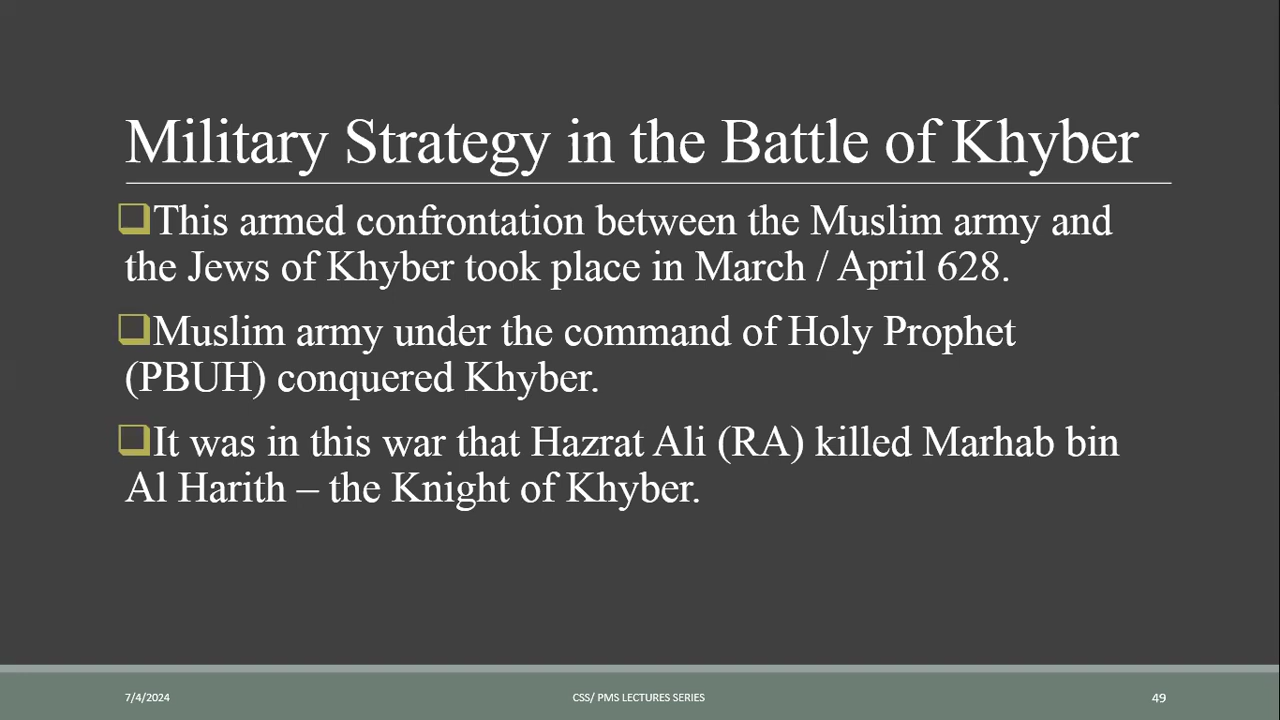 Military Strategy in the Battle of Khyber
This armed confrontation between the Muslim army and
the Jews of Khyber took place in March / April 628.
Muslim army under the command of Holy Prophet
(PBUH) conquered Khyber.
It was in this war that Hazrat Ali (RA) killed Marhab bin
Al Harith – the Knight of Khyber.
7/4/2024
CSS/ PMS LECTURES SERIES
49